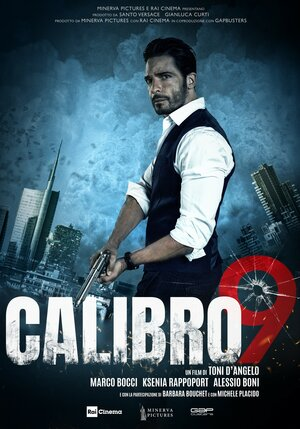 MINERVA PICTURES E RAI CINEMA PRESENTANO
PRODOTTO DA SANTO VERSACE, GIANLUCA CURTI
PRODOTTO DA MINERVA PICTURES CON RAI CINEMA IN COPRODUZIONE CON GAPBUSTERS
CALIBRO 9
UN FILM DI TONI D'ANGELO
MARCO BOCCI KSENIA RAPPOPORT ALESSIO BONI
E CON LA PARTECIPAZIONE DI BARBARA BOUCHET E CON MICHELE PLACIDO
Rai Cinema
MINERVA
PICTURES
GAP